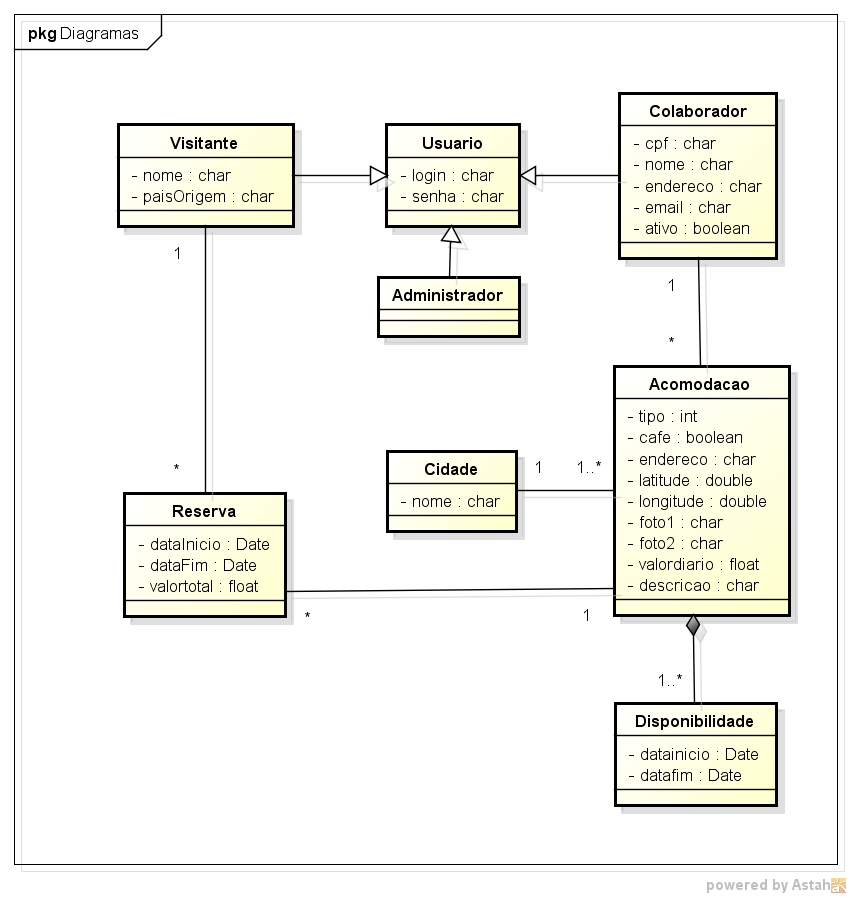 pkg Diagramas
Visitante
- nome : char
- paisOrigem : char
Usuario
- login : char
- senha : char
Colaborador
- cpf : char
- nome : char
- endereco : char
- email : char
- ativo : boolean
1
1
Administrador
*
*
Acomodacao
- tipo : int
- cafe : boolean
- endereco : char
- latitude : double
- longitude : double
- foto1 : char
- foto2 : char
- valordiario : float
- descricao : char
Cidade
- nome : char
1
1..*
Reserva
- dataInicio : Date
- dataFim : Date
- valortotal : float
*
1
1..*
Disponibilidade
- datainicio : Date
- datafim : Date
powered by Astah